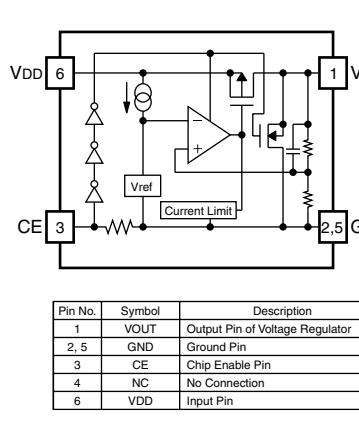 VDD 6
1 V
Vref
Current Limit
CE 3
2,5 G
Pin No. Symbol Description
1 VOUT Output Pin of Voltage Regulator
2, 5 GND Ground Pin
3 CE Chip Enable Pin
4 NC No Connection
6 VDD Input Pin